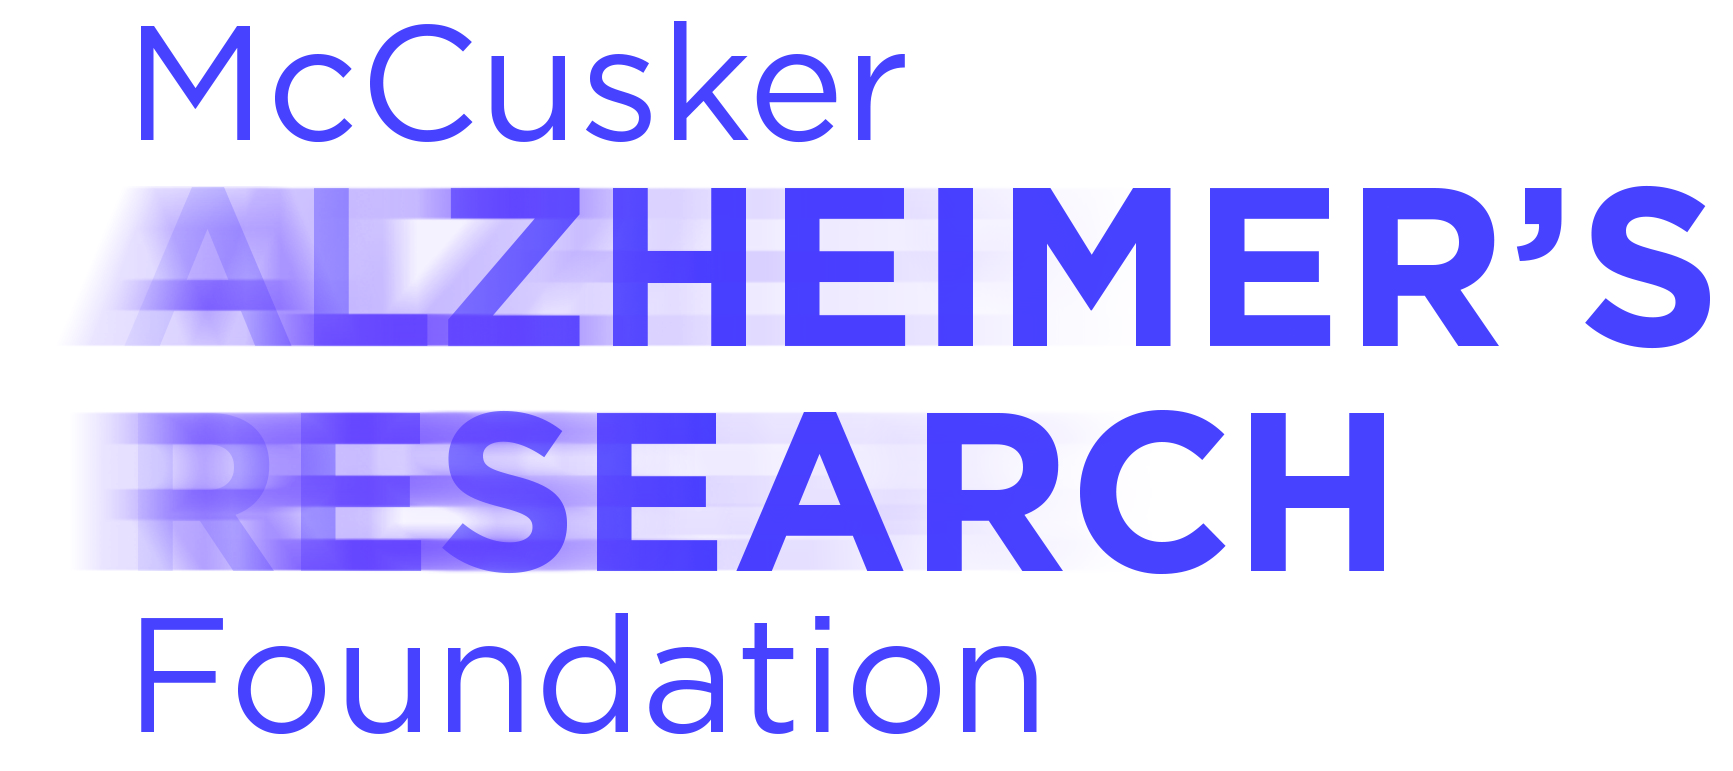 McCusker
ALZHEIMER’S
RESEARCH
Foundation